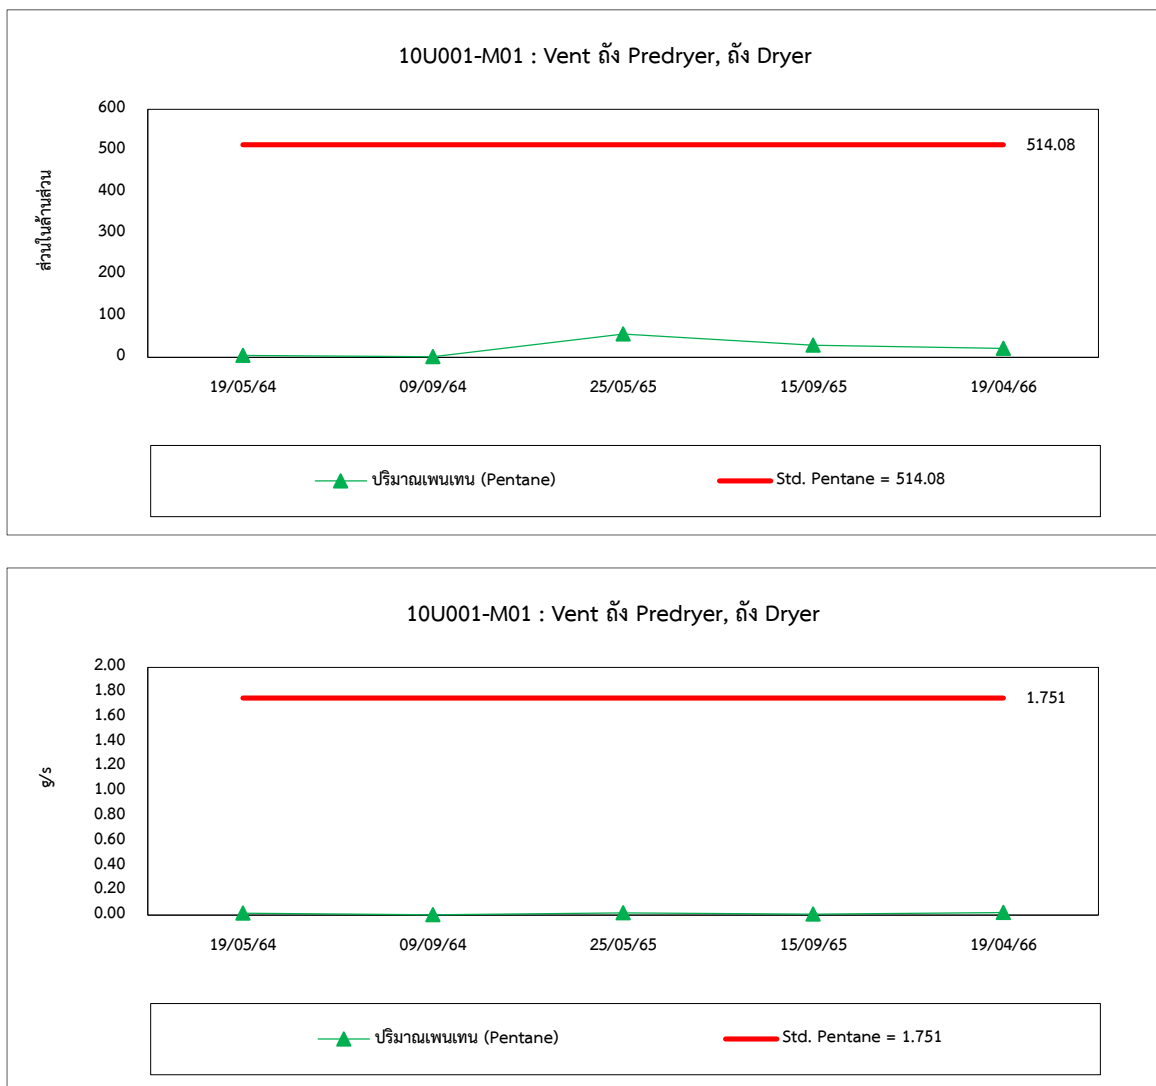 10U001-M01 : Vent ถัง Predryer, ถัง Dryer
600
500
400
300
200
100
0
ส่วนในล้านส่วน
514.08
19/05/64 09/09/64 25/05/65 15/09/65 19/04/66
ปริมาณเพนเทน (Pentane) Std. Pentane = 514.08
10U001-M01 : Vent ถัง Predryer, ถัง Dryer
2.00
1.80
1.60
1.40
1.20
1.00
0.80
0.60
0.40
0.20
0.00
g/s
1.751
19/05/64 09/09/64 25/05/65 15/09/65 19/04/66
ปริมาณเพนเทน (Pentane) Std. Pentane = 1.751